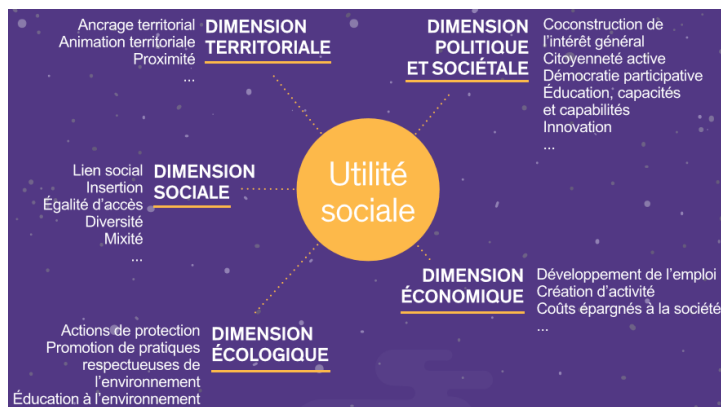 Ancrage territorial
Animation territoriale
Proximité
...
DIMENSION
TERRITORIALE
DIMENSION
POLITIQUE
ET SOCIÉTALE
Coconstruction de
l'intérêt général
Citoyenneté active
Démocratie participative
Éducation, capacités
et capabilités
Innovation
...
Utilité
sociale
Lien social
Insertion
Égalité d'accès
Diversité
Mixité
...
DIMENSION
SOCIALE
DIMENSION
ÉCONOMIQUE
Développement de l'emploi
Création d'activité
Coûts épargnés à la société
...
Actions de protection
Promotion de pratiques
respectueuses de
l'environnement
Éducation à l'environnement
DIMENSION
ÉCOLOGIQUE